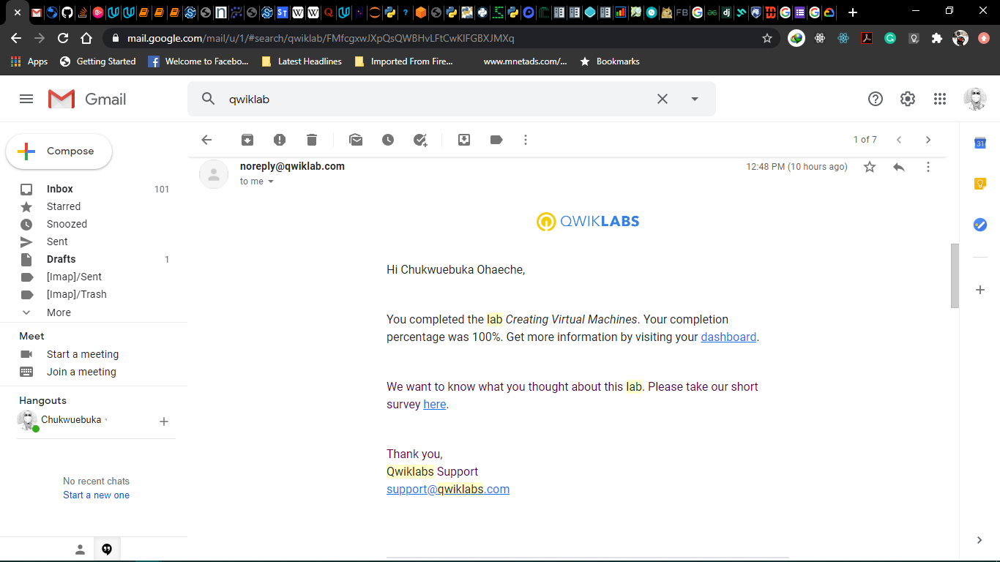 mail.google.com/mail/u/1/#search/qwiklab/FMfcgxwJXpQsQWBHvLFtCwKlFGBXJMXq
Apps Getting Started Welcome to Facebo... Latest Headlines Imported From Fire... www.mnetads.com/... Bookmarks
Gmail
qwiklab
Compose
1 of 7
31
noreply@qwiklab.com
12:48 PM (10 hours ago)
to me
Inbox 101
Starred
Snoozed
Sent
Drafts 1
[Imap]/Sent
[Imap]/Trash
More
QWIKLABS
Hi Chukwuebuka Ohaeche,
You completed the lab Creating Virtual Machines. Your completion
percentage was 100%. Get more information by visiting your dashboard.
We want to know what you thought about this lab. Please take our short
survey here.
Thank you,
Qwiklabs Support
support@qwiklabs.com
Meet
Start a meeting
Join a meeting
Hangouts
Chukwuebuka
No recent chats
Start a new one